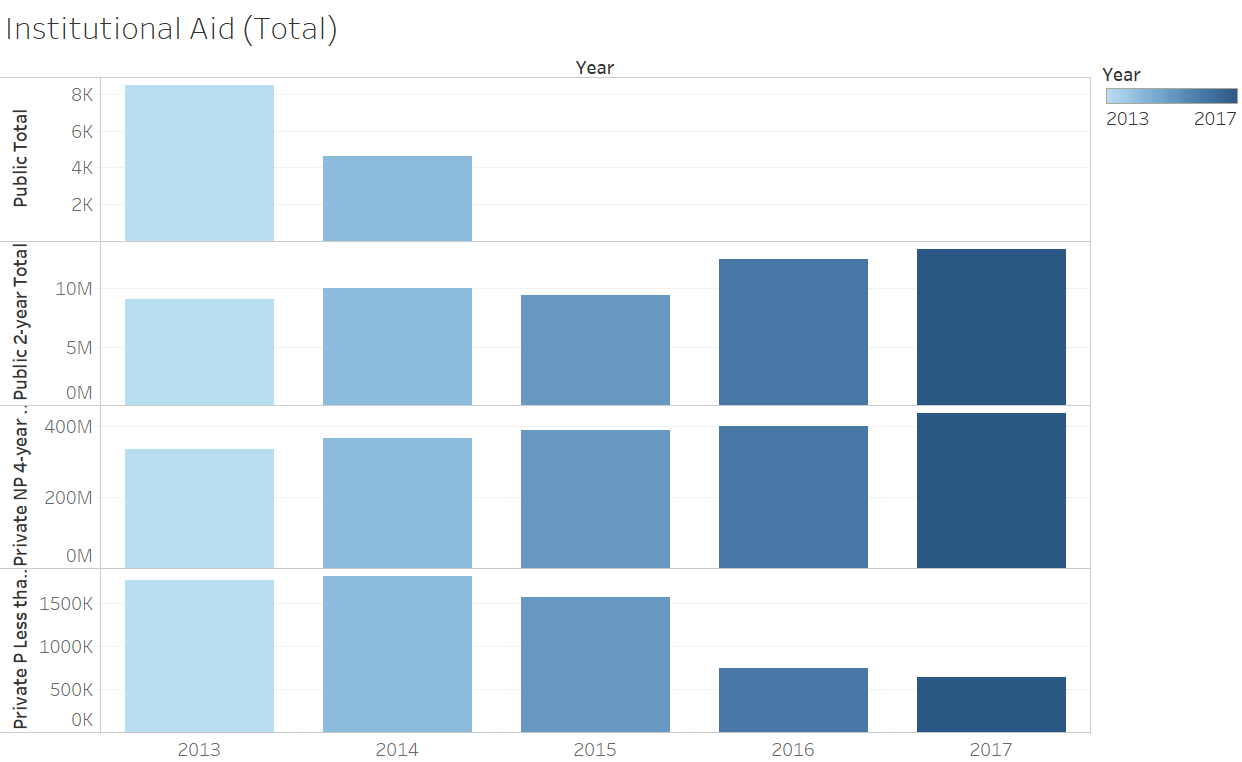 Institutional Aid (Total)
Year
Public Total
8K
6K
4K
2K
Public 2-year Total
10M
5M
0M
Private NP 4-year ..
400M
200M
0M
Private P Less tha..
1500K
1000K
500K
0K
2013 2014 2015 2016 2017
Year
2013 2017